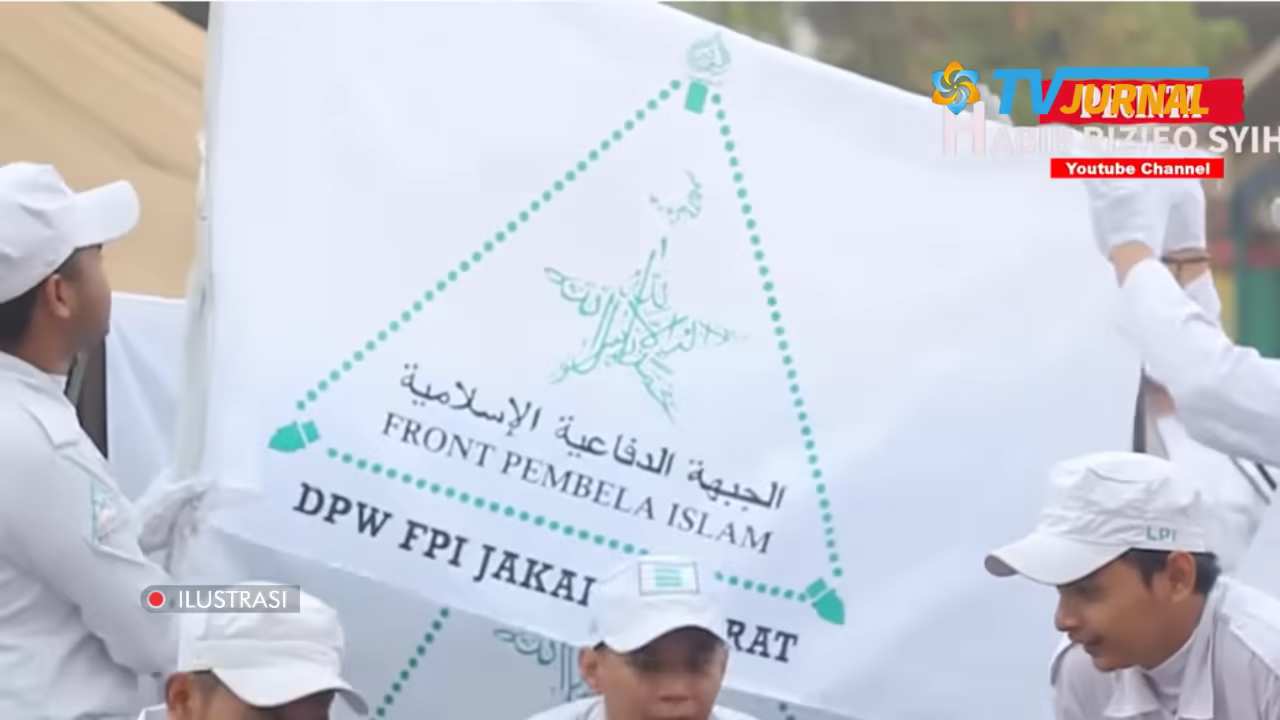 TV JURNAL
Youtube Channel
الجبهة الدفاعية الإسلامية
FRONT PEMBELA ISLAM
DPW FPI JAKA
RAT
LPI
ILUSTRASI